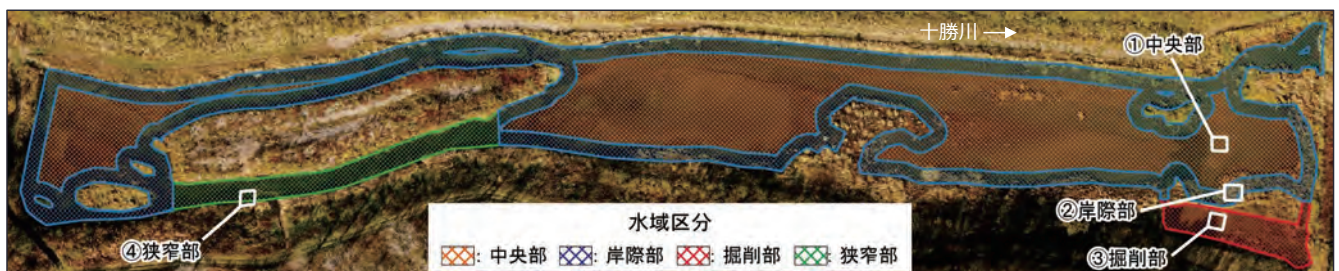 十勝川 →
①中央部
②岸際部
③掘削部
④狭窄部
水域区分
: 中央部 : 岸際部 : 掘削部 : 狭窄部